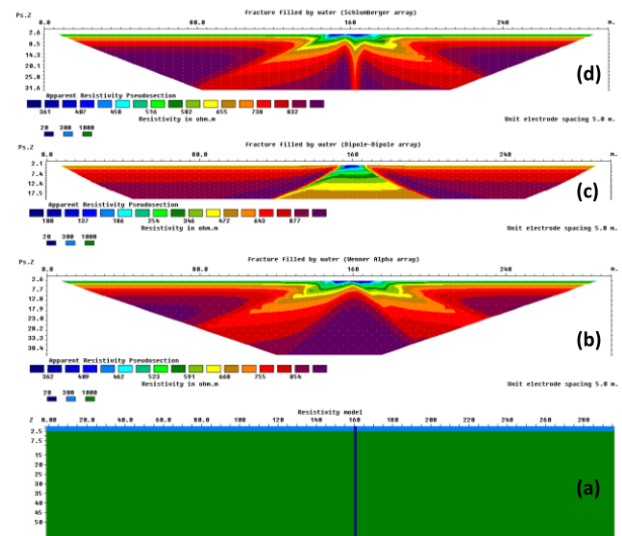 Fracture filled by water (Schlumberger array)
Ps.Z 0.0 80.0 160 240 m.
2.6
8.5
14.3
20.1
25.8
31.6
(d)
Apparent Resistivity Pseudosection
361 407 458 516 582 655 738 832
Resistivity in ohm.m Unit electrode spacing 5.0 m.
20 300 1000
fracture filled by water (Dipole-Dipole array)
Ps.Z 0.0 80.0 160 240 m.
2.1
7.4
12.4
17.5
(c)
Apparent Resistivity Pseudosection
100 137 186 254 346 472 643 877
Resistivity in ohm.m Unit electrode spacing 5.0 m.
20 300 1000
fracture filled by water (Wenner Alpha array)
Ps.Z 0.0 80.0 160 240 m.
2.6
7.7
12.8
17.9
23.0
28.2
33.3
38.4
(b)
Apparent Resistivity Pseudosection
362 409 462 523 591 668 755 854
Resistivity in ohm.m Unit electrode spacing 5.0 m.
20 300 1000
Resistivity model
Z 0.00 20 40 60 80 100 120 140 160 180 200 220 240 260 280
2.5
7.5
15
20
25
30
35
40
45
50
(a)